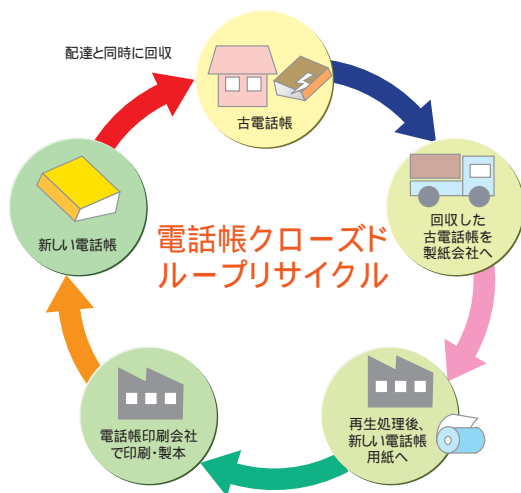 配達と同時に回収
古電話帳
回収した
古電話帳を
製紙会社へ
新しい電話帳
電話帳クローズド
ループリサイクル
再生処理後、
新しい電話帳
用紙へ
電話帳印刷会社
で印刷・製本